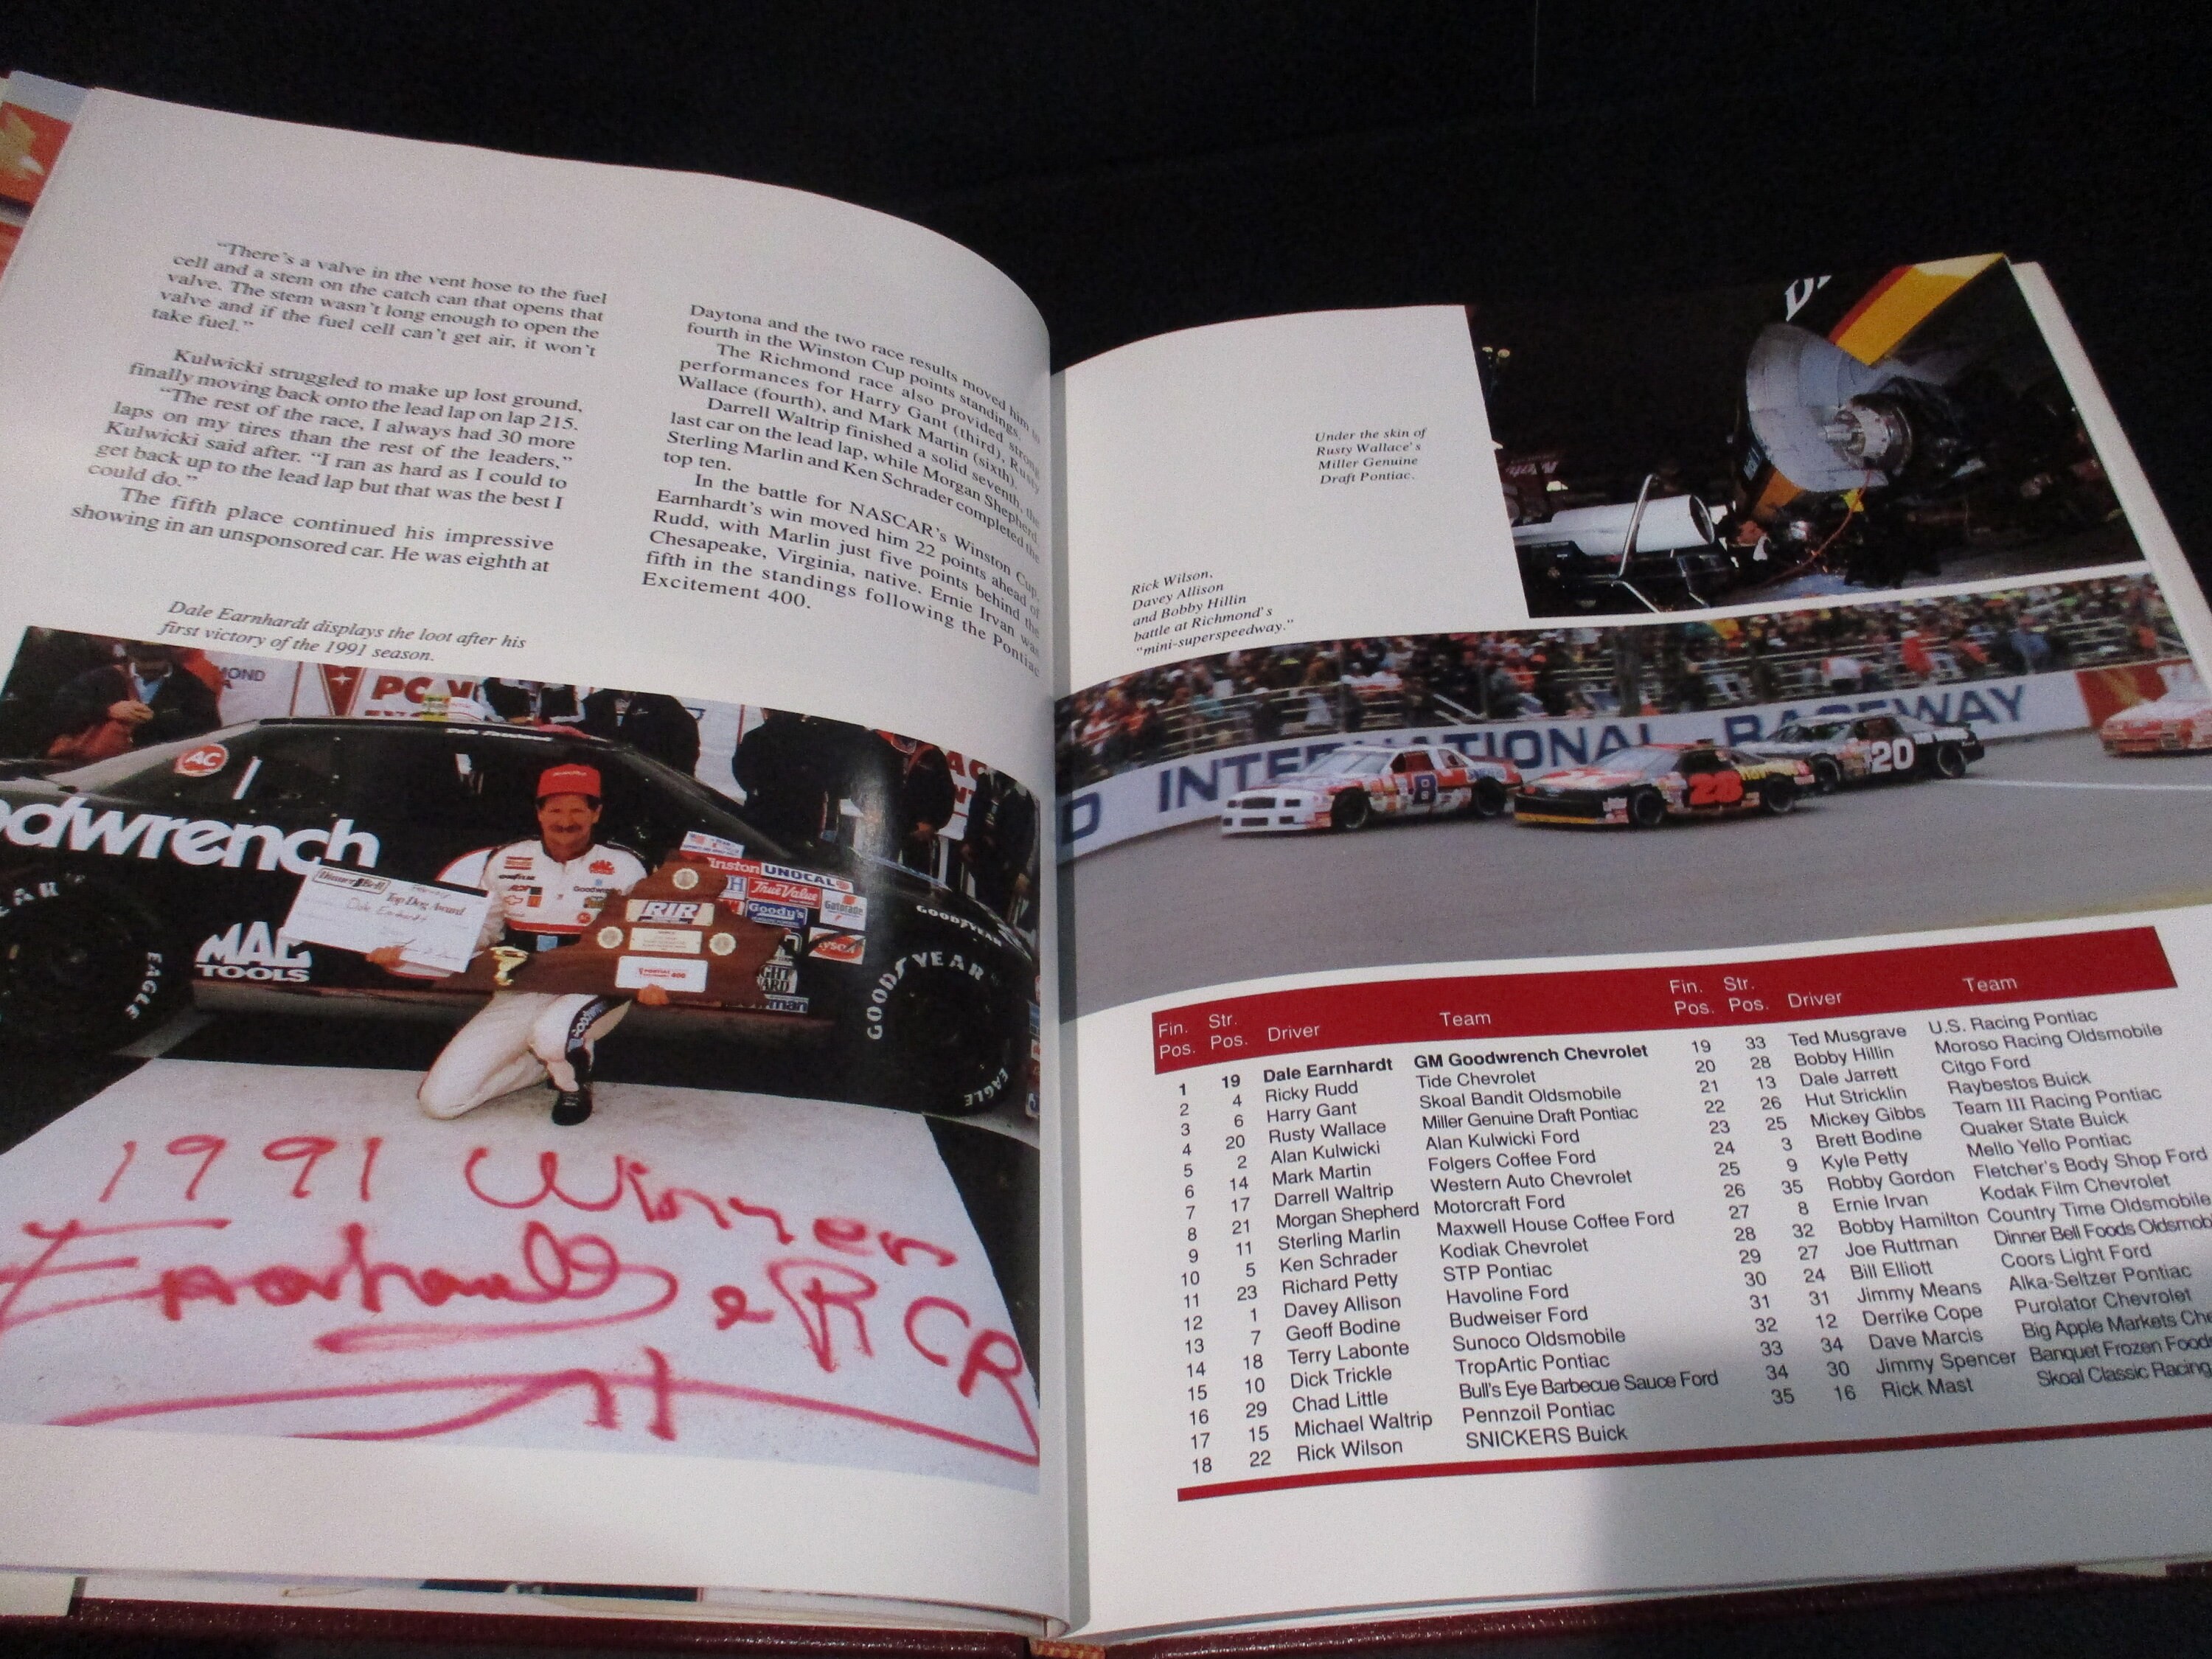 "There's a valve in the vent hose to the fuel
cell and a stem on the catch can that opens that
valve. The stem wasn't long enough to open the
valve and if the fuel cell can't get air, it won't
take fuel."
Kulwicki struggled to make up lost ground,
finally moving back onto the lead lap on lap 215.
"The rest of the race, I always had 30 more
laps on my tires than the rest of the leaders,"
Kulwicki said after. "I ran as hard as I could to
get back up to the lead lap but that was the best I
could do."
The fifth place continued his impressive
showing in an unsponsored car. He was eighth at
Daytona and the two race results moved him to
fourth in the Winston Cup points standings.
The Richmond race also provided strong
performances for Harry Gant (third), Rusty
Wallace (fourth), and Mark Martin (sixth).
Darrell Waltrip finished a solid seventh, the
last car on the lead lap, while Morgan Shepherd,
Sterling Marlin and Ken Schrader completed the
top ten.
In the battle for NASCAR's Winston Cup,
Earnhardt's win moved him 22 points ahead of
Rudd, with Marlin just five points behind the
Chesapeake, Virginia, native. Ernie Irvan was
fifth in the standings following the Pontiac
Excitement 400.
Dale Earnhardt displays the loot after his
first victory of the 1991 season.
AC
odwrench
MAC
TOOLS
EAGLE
Dinner Bell
Top Dog Award
Dale Earnhardt
Goodwrench
RIR
Winston UNOCAL
True Value
Goody's
Gatorade
Tyson
GOODYEAR
GOODYEAR
EAGLE
1991 Winner
Earnhardt & RCR
Under the skin of
Rusty Wallace's
Miller Genuine
Draft Pontiac.
Rick Wilson,
Davey Allison
and Bobby Hillin
battle at Richmond's
"mini-superspeedway."
D INTERNATIONAL RACEWAY
8
28
20
Fin. Pos. Str. Pos. Driver Team
1 19 Dale Earnhardt GM Goodwrench Chevrolet
2 4 Ricky Rudd Tide Chevrolet
3 6 Harry Gant Skoal Bandit Oldsmobile
4 20 Rusty Wallace Miller Genuine Draft Pontiac
5 2 Alan Kulwicki Alan Kulwicki Ford
6 14 Mark Martin Folgers Coffee Ford
7 17 Darrell Waltrip Western Auto Chevrolet
8 21 Morgan Shepherd Motorcraft Ford
9 11 Sterling Marlin Maxwell House Coffee Ford
10 5 Ken Schrader Kodiak Chevrolet
11 23 Richard Petty STP Pontiac
12 1 Davey Allison Havoline Ford
13 7 Geoff Bodine Budweiser Ford
14 18 Terry Labonte Sunoco Oldsmobile
15 10 Dick Trickle TropArtic Pontiac
16 29 Chad Little Bull's Eye Barbecue Sauce Ford
17 15 Michael Waltrip Pennzoil Pontiac
18 22 Rick Wilson SNICKERS Buick
Fin. Pos. Str. Pos. Driver Team
19 33 Ted Musgrave U.S. Racing Pontiac
20 28 Bobby Hillin Moroso Racing Oldsmobile
21 13 Dale Jarrett Citgo Ford
22 26 Hut Stricklin Raybestos Buick
23 25 Mickey Gibbs Team III Racing Pontiac
24 3 Brett Bodine Quaker State Buick
25 9 Kyle Petty Mello Yello Pontiac
26 35 Robby Gordon Fletcher's Body Shop Ford
27 8 Ernie Irvan Kodak Film Chevrolet
28 32 Bobby Hamilton Country Time Oldsmobile
29 27 Joe Ruttman Dinner Bell Foods Oldsmob
30 24 Bill Elliott Coors Light Ford
31 31 Jimmy Means Alka-Seltzer Pontiac
32 12 Derrike Cope Purolator Chevrolet
33 34 Dave Marcis Big Apple Markets Che
34 30 Jimmy Spencer Banquet Frozen Foods
35 16 Rick Mast Skoal Classic Racing